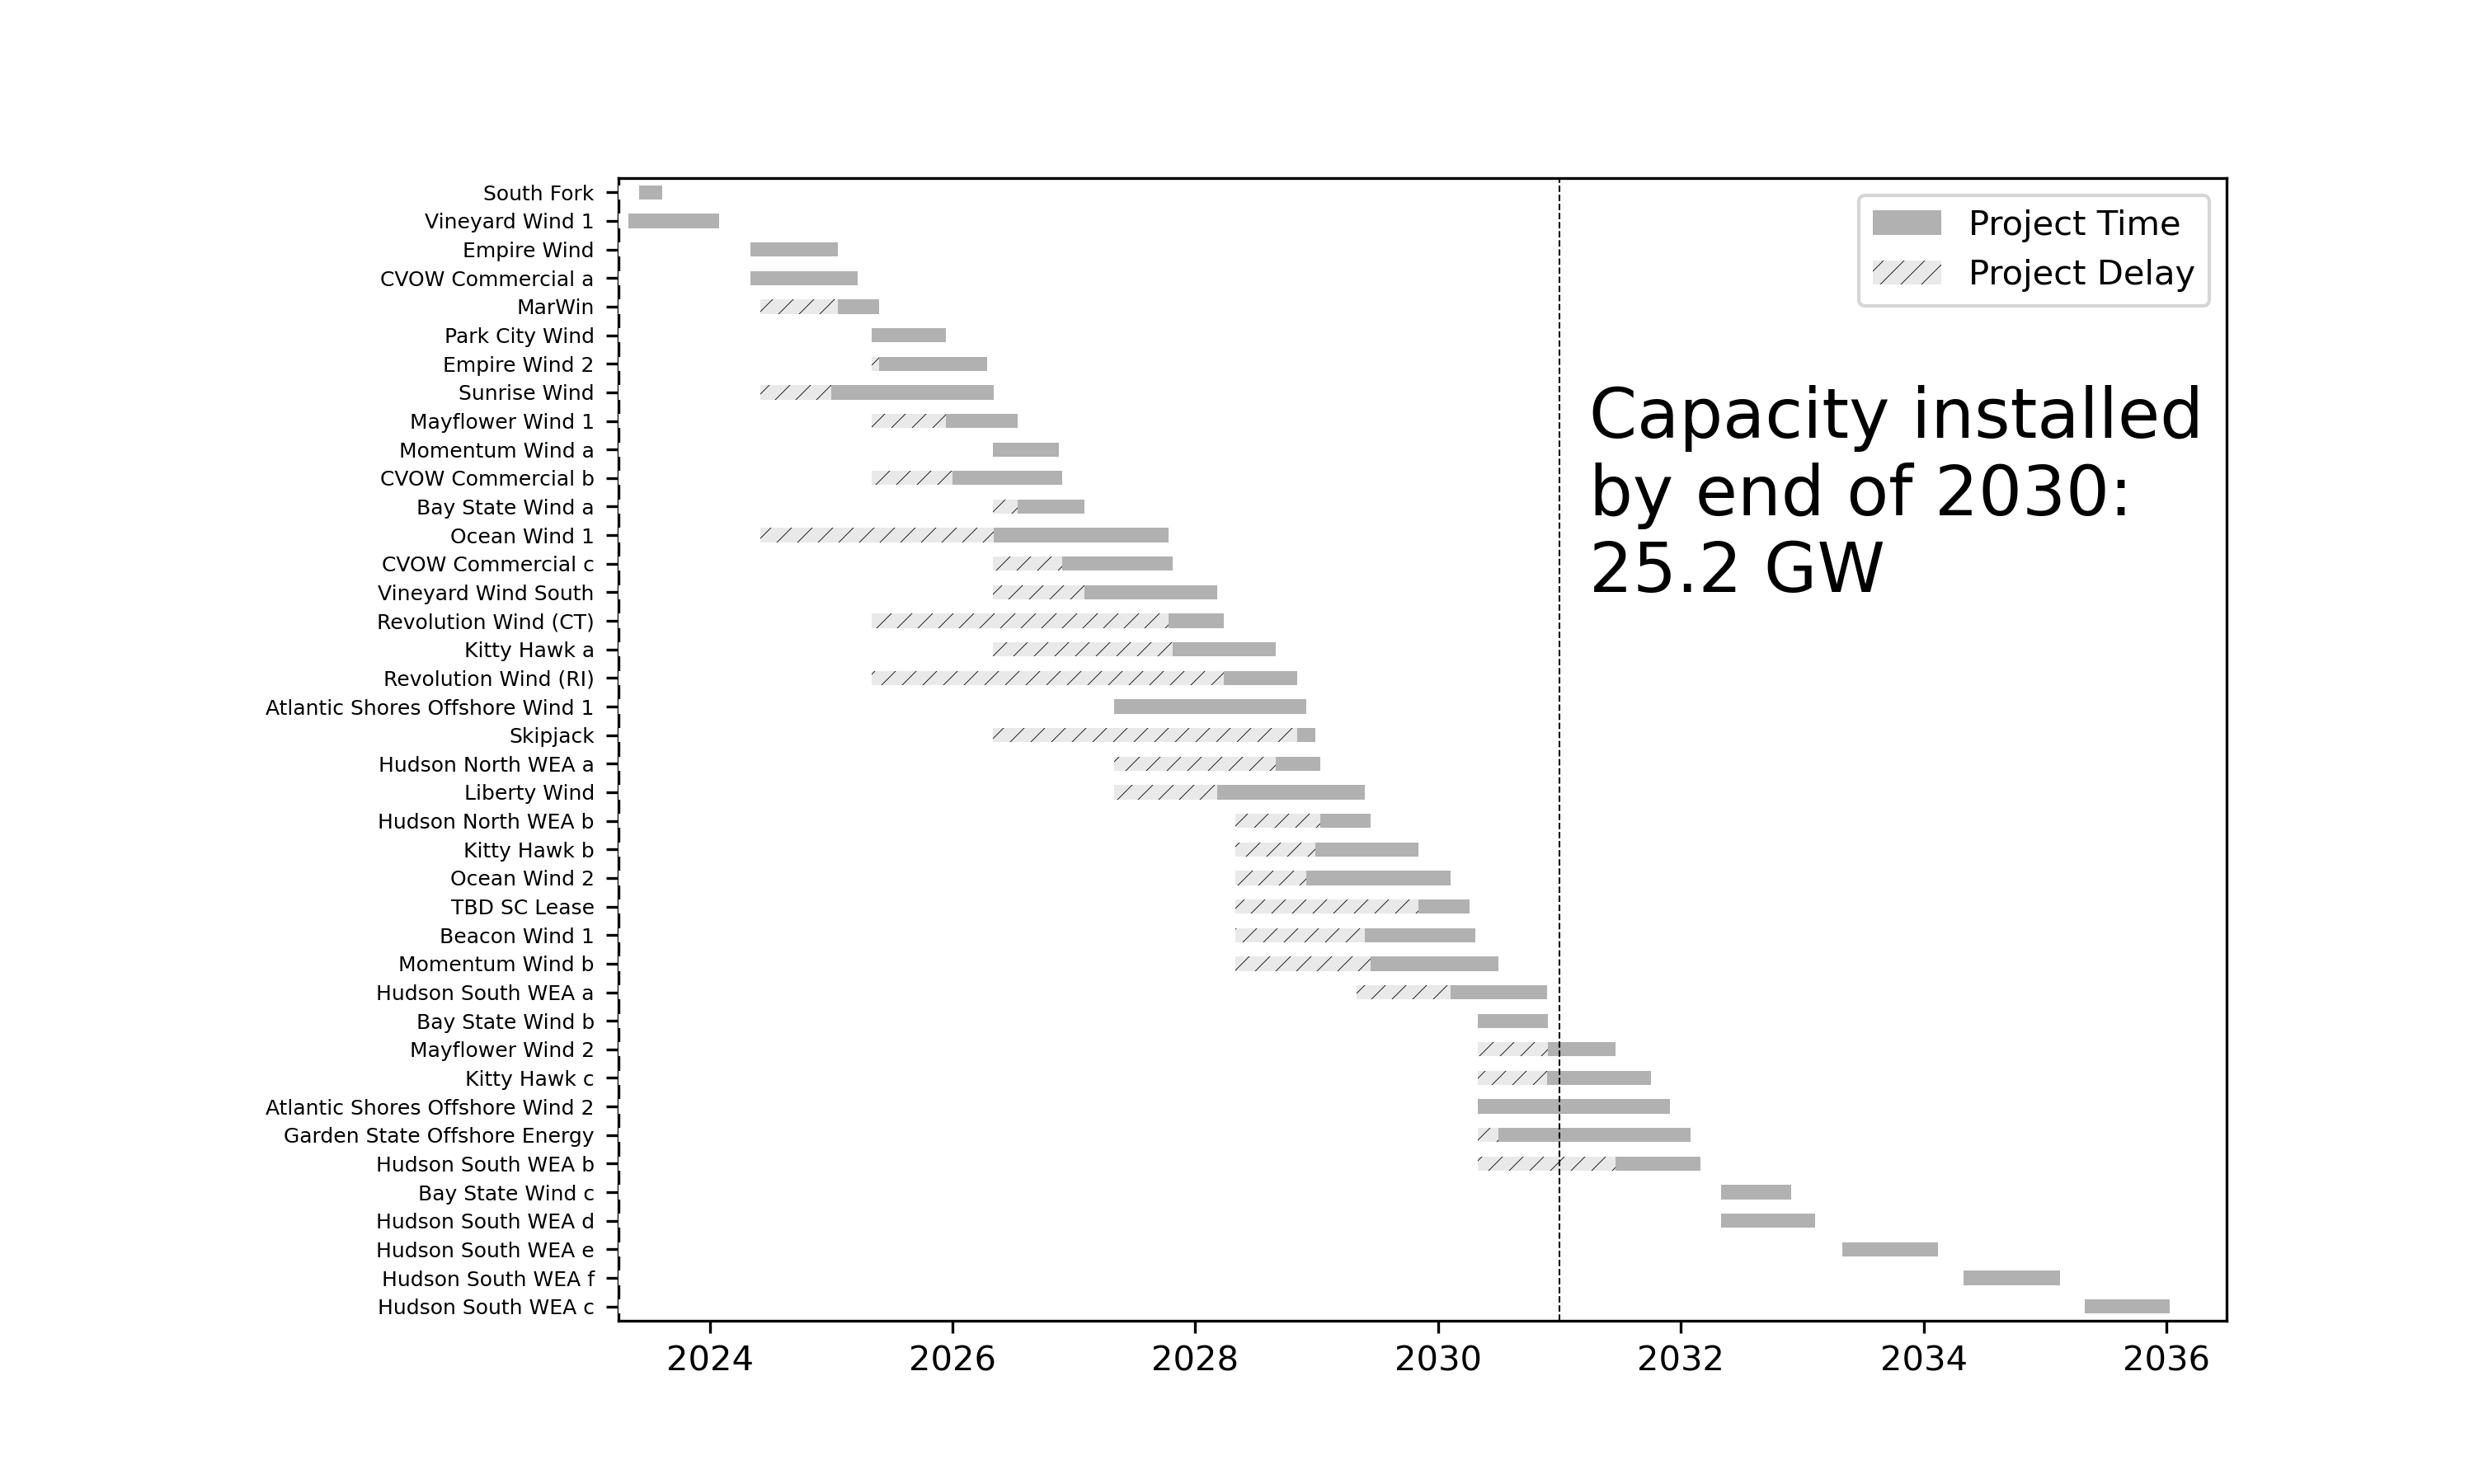 South Fork
Vineyard Wind 1
Empire Wind
CVOW Commercial a
MarWin
Park City Wind
Empire Wind 2
Sunrise Wind
Mayflower Wind 1
Momentum Wind a
CVOW Commercial b
Bay State Wind a
Ocean Wind 1
CVOW Commercial c
Vineyard Wind South
Revolution Wind (CT)
Kitty Hawk a
Revolution Wind (RI)
Atlantic Shores Offshore Wind 1
Skipjack
Hudson North WEA a
Liberty Wind
Hudson North WEA b
Kitty Hawk b
Ocean Wind 2
TBD SC Lease
Beacon Wind 1
Momentum Wind b
Hudson South WEA a
Bay State Wind b
Mayflower Wind 2
Kitty Hawk c
Atlantic Shores Offshore Wind 2
Garden State Offshore Energy
Hudson South WEA b
Bay State Wind c
Hudson South WEA d
Hudson South WEA e
Hudson South WEA f
Hudson South WEA c
Project Time
Project Delay
Capacity installed
by end of 2030:
25.2 GW
2024 2026 2028 2030 2032 2034 2036